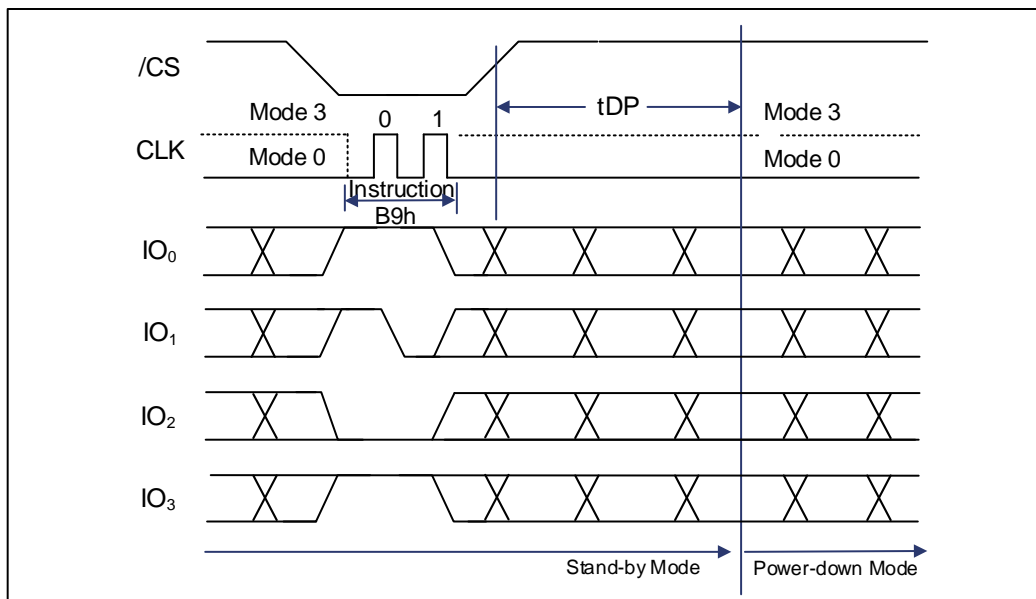 /CS
tDP
Mode 3 0 1 Mode 3
CLK
Mode 0 Mode 0
Instruction
B9h
IO₀
IO₁
IO₂
IO₃
Stand-by Mode Power-down Mode